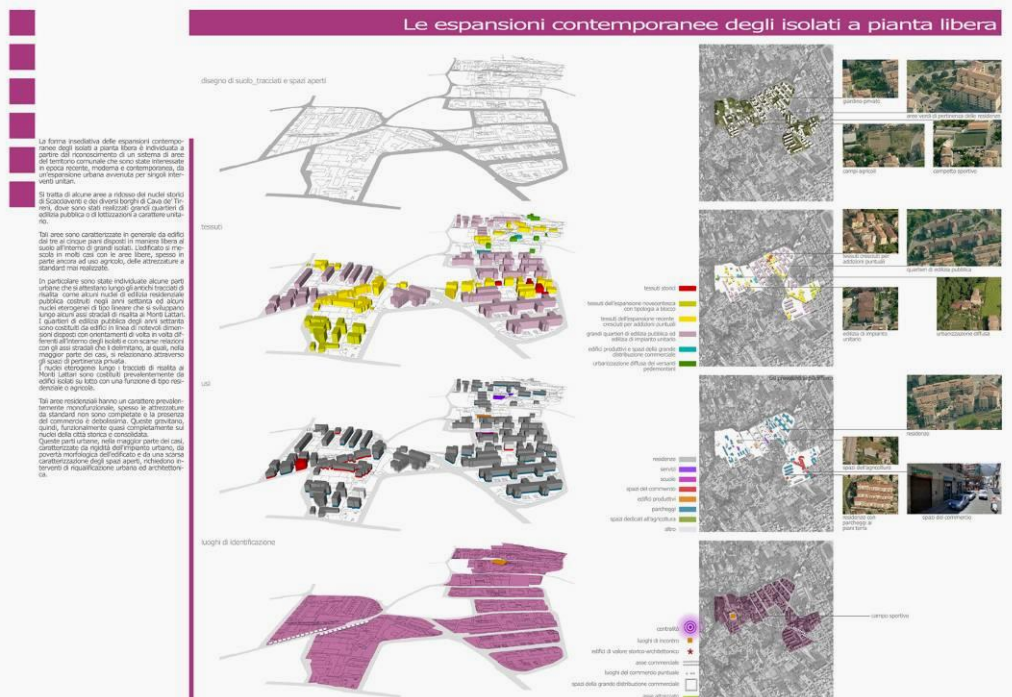 Le espansioni contemporanee degli isolati a pianta libera
La forma insediativa delle espansioni contempo-
ranee degli isolati a pianta libera è individuata a
partire dal riconoscimento di un sistema di aree
del territorio comunale che sono state interessate
in epoca recente, moderna e contemporanea, da
un'espansione urbana avvenuta per singoli inter-
venti unitari.
Si tratta di alcune aree a ridosso dei nuclei storici
di Scacciaventi e dei diversi borghi di Cava de' Tir-
reni, dove sono stati realizzati grandi quartieri di
edilizia pubblica o di lottizzazioni a carattere unita-
rio.
Tali aree sono caratterizzate in generale da edifici
dai tre ai cinque piani disposti in maniera libera al
suolo all'interno di grandi isolati. L'edificato si me-
scola in molti casi con le aree libere, spesso in
parte ancora ad uso agricolo, delle attrezzature a
standard mai realizzate.
In particolare sono state individuate alcune parti
urbane che si attestano lungo gli antichi tracciati di
risalita come alcuni nuclei di edilizia residenziale
pubblica costruiti negli anni settanta ed alcuni
nuclei eterogenei di tipo lineare che si sviluppano
lungo alcuni assi stradali di risalita ai Monti Lattari.
I quartieri di edilizia pubblica degli anni settanta
sono costituiti da edifici in linea di notevoli dimen-
sioni disposti con orientamenti di volta in volta dif-
ferenti all'interno degli isolati e con scarse relazioni
con gli assi stradali che li delimitano, ai quali, nella
maggior parte dei casi, si relazionano attraverso
gli spazi di pertinenza privata.
I nuclei eterogenei lungo i tracciati di risalita ai
Monti Lattari sono costituiti prevalentemente da
edifici isolati su lotto con una funzione di tipo resi-
denziale o agricola.
Tali aree residenziali hanno un carattere prevalen-
temente monofunzionale, spesso le attrezzature
da standard non sono completate e la presenza
del commercio è debolissima. Queste gravitano,
quindi, funzionalmente quasi completamente sui
nuclei della città storica e consolidata.
Queste parti urbane, nella maggior parte dei casi,
caratterizzate da rigidità dell'impianto urbano, da
povertà morfologica dell'edificato e da una scarsa
caratterizzazione degli spazi aperti, richiedono in-
terventi di riqualificazione urbana ed architettoni-
ca.
disegno di suolo_tracciati e spazi aperti
giardino privato
aree verdi di pertinenza delle residenze
campi agricoli
campetto sportivo
tessuti
tessuti storici
tessuti dell'espansione novecentesca
con tipologia a blocco
tessuti dell'espansione recente
cresciuti per addizioni puntuali
grandi quartieri di edilizia pubblica ed
edilizia di impianto unitario
edifici produttivi e spazi della grande
distribuzione commerciale
urbanizzazione diffusa dei versanti
pedemontani
tessuti cresciuti per
addizioni puntuali
quartieri di edilizia pubblica
edilizia di impianto
unitario
urbanizzazione diffusa
usi
residenze
servizi
scuole
spazi del commercio
edifici produttivi
parcheggi
spazi dedicati all'agricoltura
altro
residenze
spazi dell'agricoltura
residenze con
parcheggi ai
piani terra
spazi del commercio
luoghi di identificazione
centralità
luoghi di incontro
edifici di valore storico-architettonico
asse commerciale
luoghi del commercio puntuale
spazi della grande distribuzione commerciale
campo sportivo